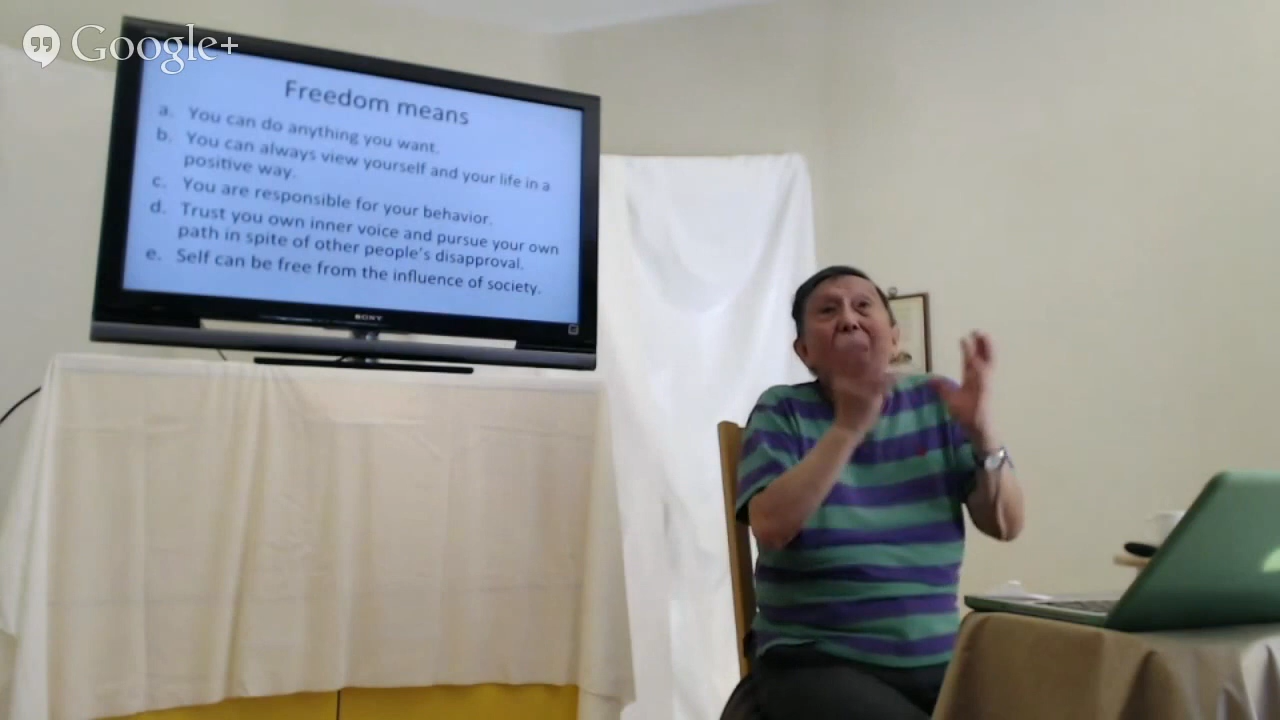 Google+
Freedom means
a. You can do anything you want.
b. You can always view yourself and your life in a
positive way.
c. You are responsible for your behavior.
d. Trust you own inner voice and pursue your own
path in spite of other people's disapproval.
e. Self can be free from the influence of society.
SONY